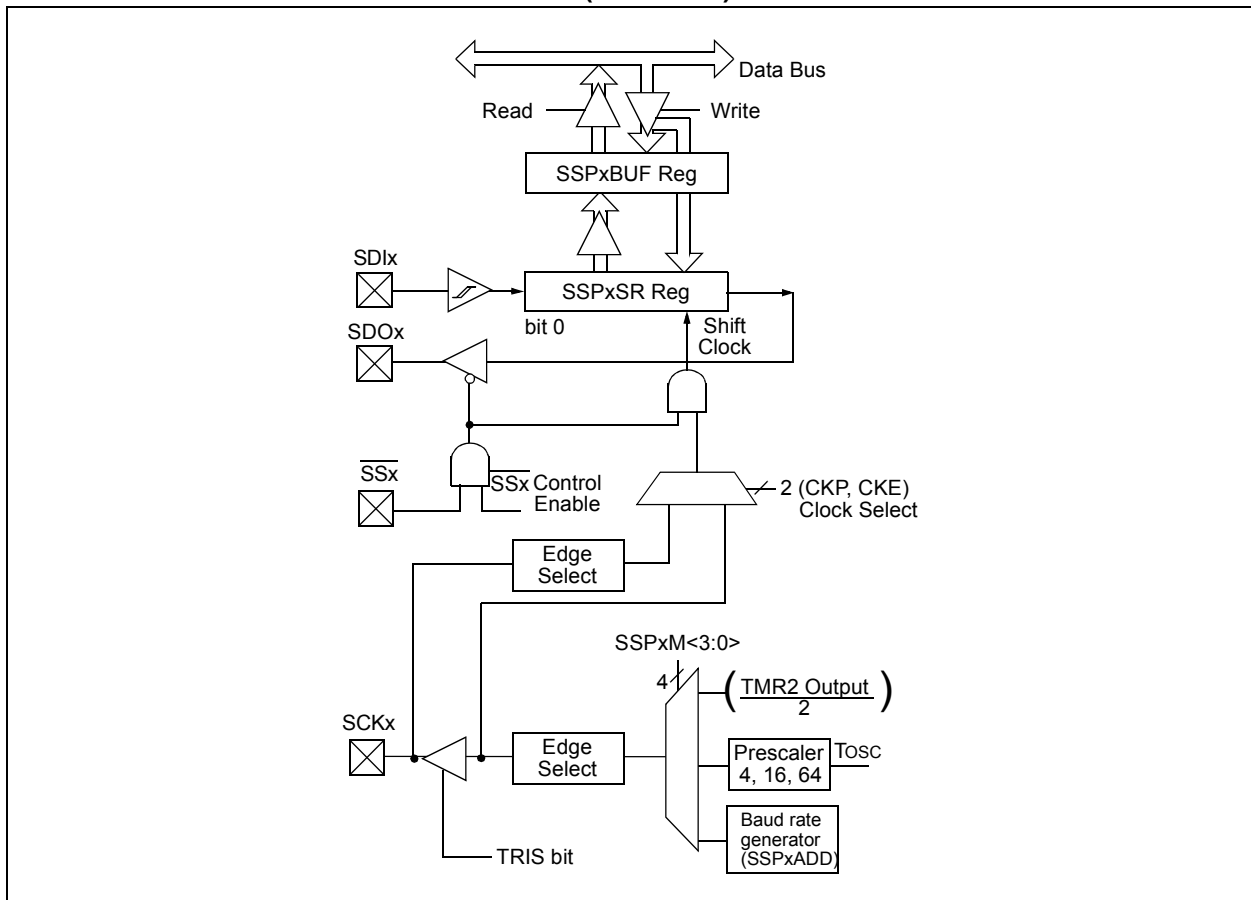 Data Bus
Read
Write
SSPxBUF Reg
SDIx
SSPxSR Reg
bit 0
Shift
Clock
SDOx
SSx
SSx Control
Enable
2 (CKP, CKE)
Clock Select
Edge
Select
SSPxM<3:0>
4
( TMR2 Output )
2
SCKx
Edge
Select
Prescaler
4, 16, 64
TOSC
Baud rate
generator
(SSPxADD)
TRIS bit